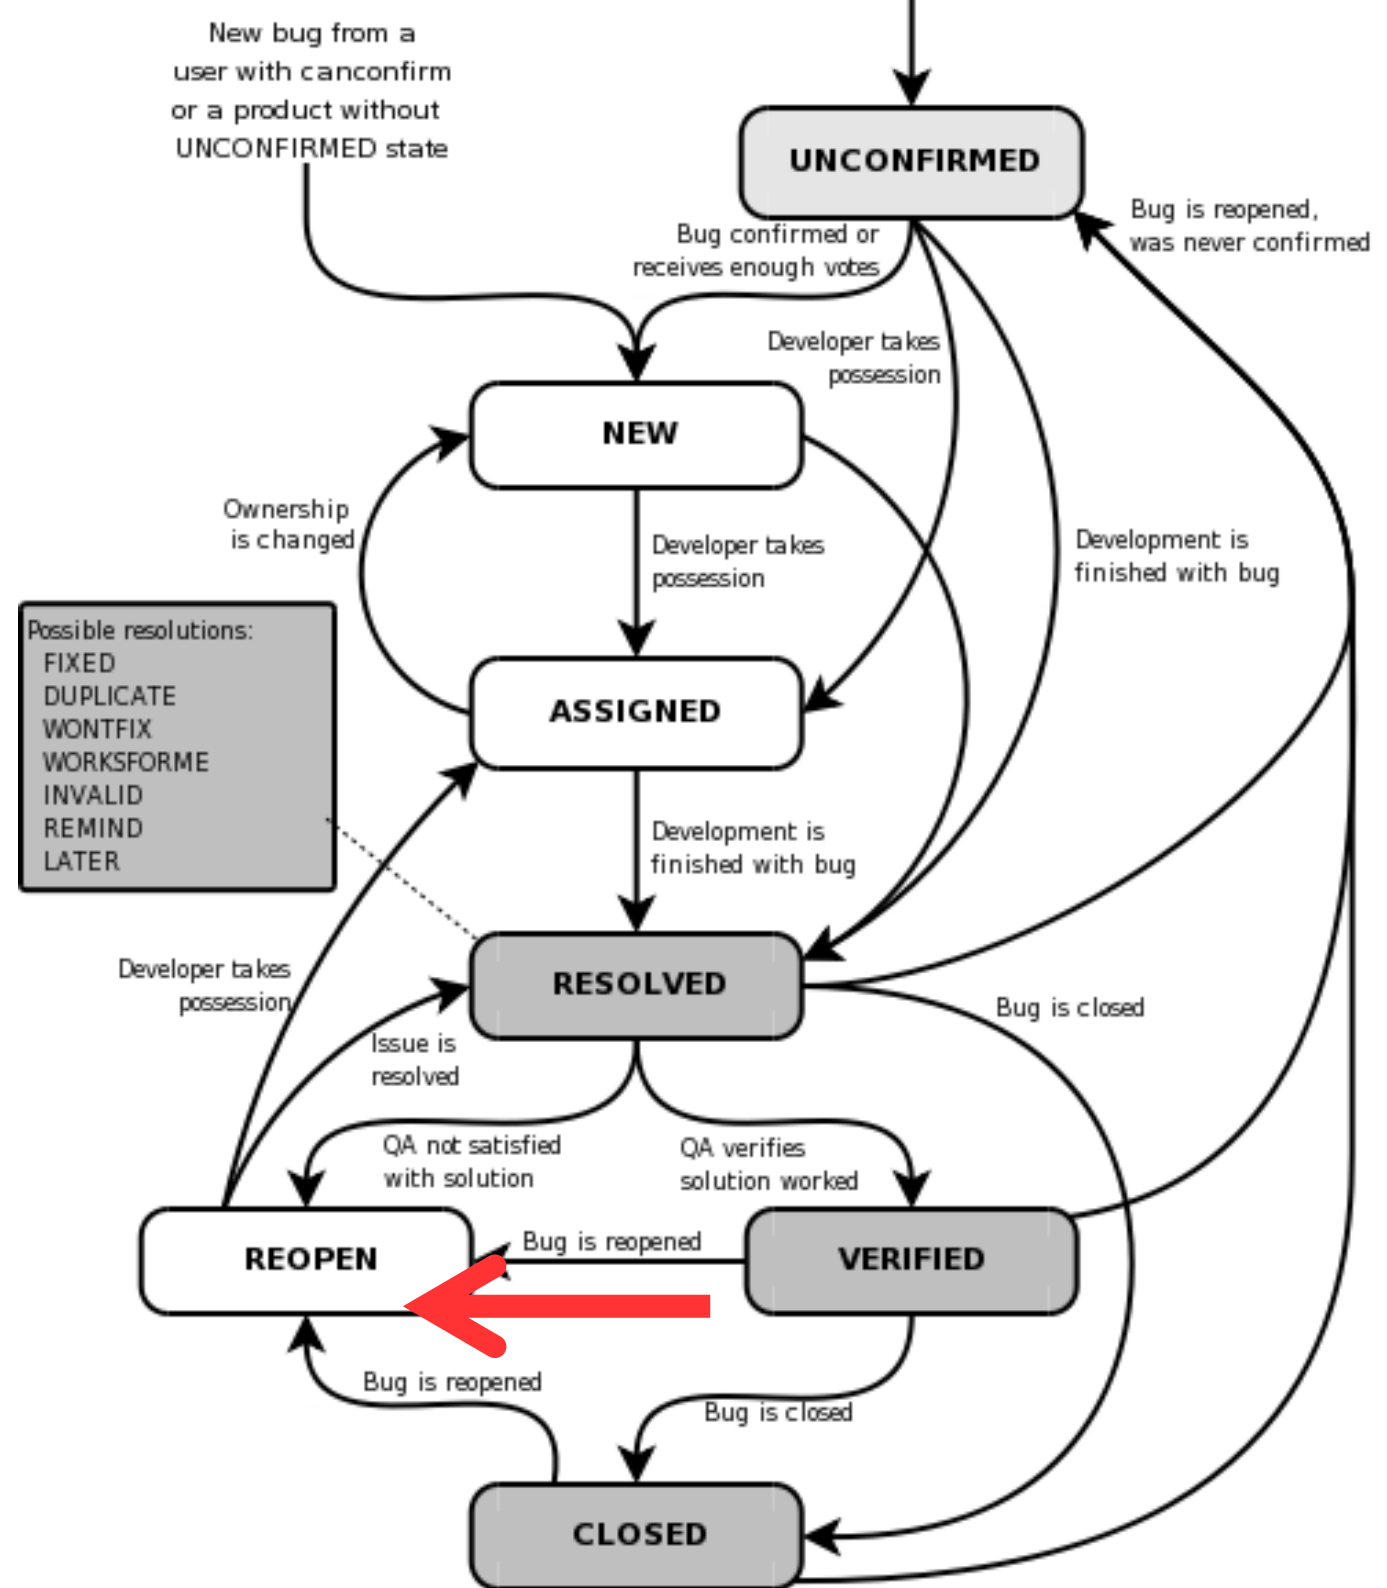 New bug from a
user with canconfirm
or a product without
UNCONFIRMED state
UNCONFIRMED
Bug is reopened,
was never confirmed
Bug confirmed or
receives enough votes
Developer takes
possession
NEW
Ownership
is changed
Developer takes
possession
Development is
finished with bug
Possible resolutions:
FIXED
DUPLICATE
WONTFIX
WORKSFORME
INVALID
REMIND
LATER
ASSIGNED
Development is
finished with bug
Developer takes
possession
RESOLVED
Bug is closed
Issue is
resolved
QA not satisfied
with solution
QA verifies
solution worked
REOPEN
Bug is reopened
VERIFIED
Bug is reopened
Bug is closed
CLOSED